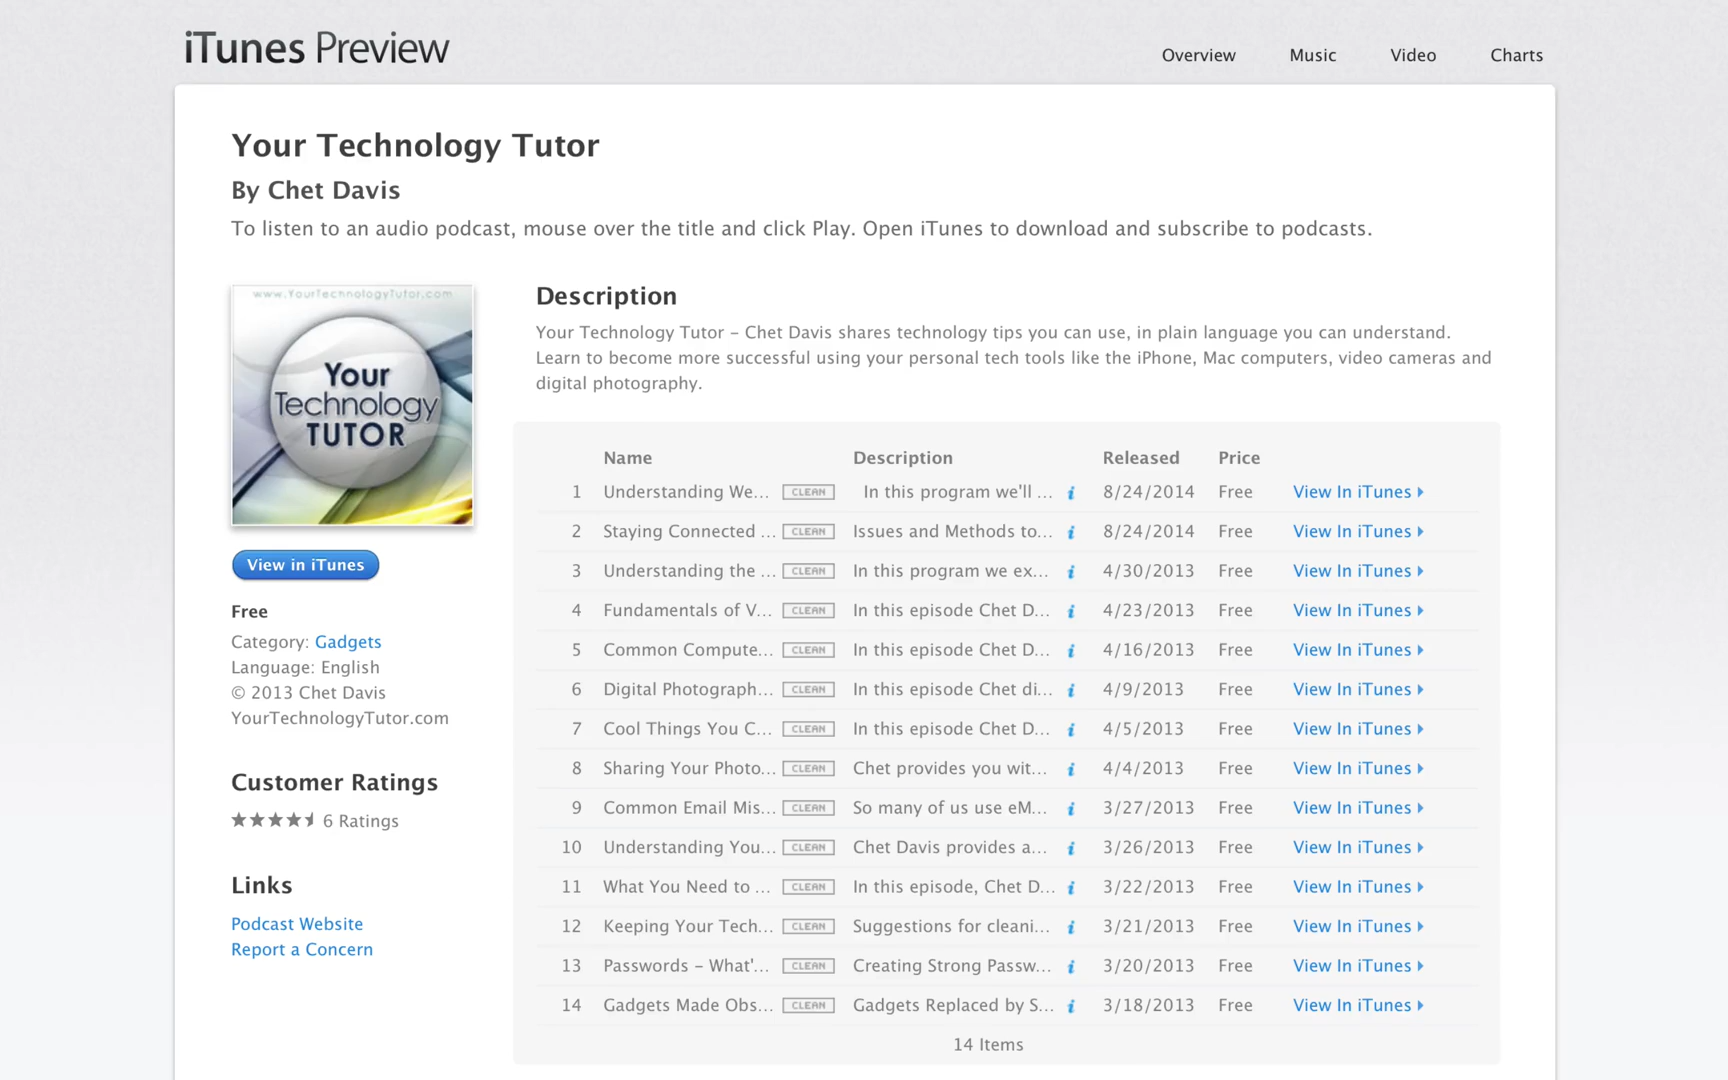 iTunes Preview
Overview Music Video Charts
Your Technology Tutor
By Chet Davis
To listen to an audio podcast, mouse over the title and click Play. Open iTunes to download and subscribe to podcasts.
www.YourTechnologyTutor.com
Your
Technology
TUTOR
View in iTunes
Free
Category: Gadgets
Language: English
© 2013 Chet Davis
YourTechnologyTutor.com
Customer Ratings
6 Ratings
Links
Podcast Website
Report a Concern
Description
Your Technology Tutor – Chet Davis shares technology tips you can use, in plain language you can understand.
Learn to become more successful using your personal tech tools like the iPhone, Mac computers, video cameras and
digital photography.
Name Description Released Price
1 Understanding We... CLEAN In this program we'll ... i 8/24/2014 Free View In iTunes
2 Staying Connected ... CLEAN Issues and Methods to... i 8/24/2014 Free View In iTunes
3 Understanding the ... CLEAN In this program we ex... i 4/30/2013 Free View In iTunes
4 Fundamentals of V... CLEAN In this episode Chet D... i 4/23/2013 Free View In iTunes
5 Common Compute... CLEAN In this episode Chet D... i 4/16/2013 Free View In iTunes
6 Digital Photograph... CLEAN In this episode Chet di... i 4/9/2013 Free View In iTunes
7 Cool Things You C... CLEAN In this episode Chet D... i 4/5/2013 Free View In iTunes
8 Sharing Your Photo... CLEAN Chet provides you wit... i 4/4/2013 Free View In iTunes
9 Common Email Mis... CLEAN So many of us use eM... i 3/27/2013 Free View In iTunes
10 Understanding You... CLEAN Chet Davis provides a... i 3/26/2013 Free View In iTunes
11 What You Need to ... CLEAN In this episode, Chet D... i 3/22/2013 Free View In iTunes
12 Keeping Your Tech... CLEAN Suggestions for cleani... i 3/21/2013 Free View In iTunes
13 Passwords – What'... CLEAN Creating Strong Passw... i 3/20/2013 Free View In iTunes
14 Gadgets Made Obs... CLEAN Gadgets Replaced by S... i 3/18/2013 Free View In iTunes
14 Items